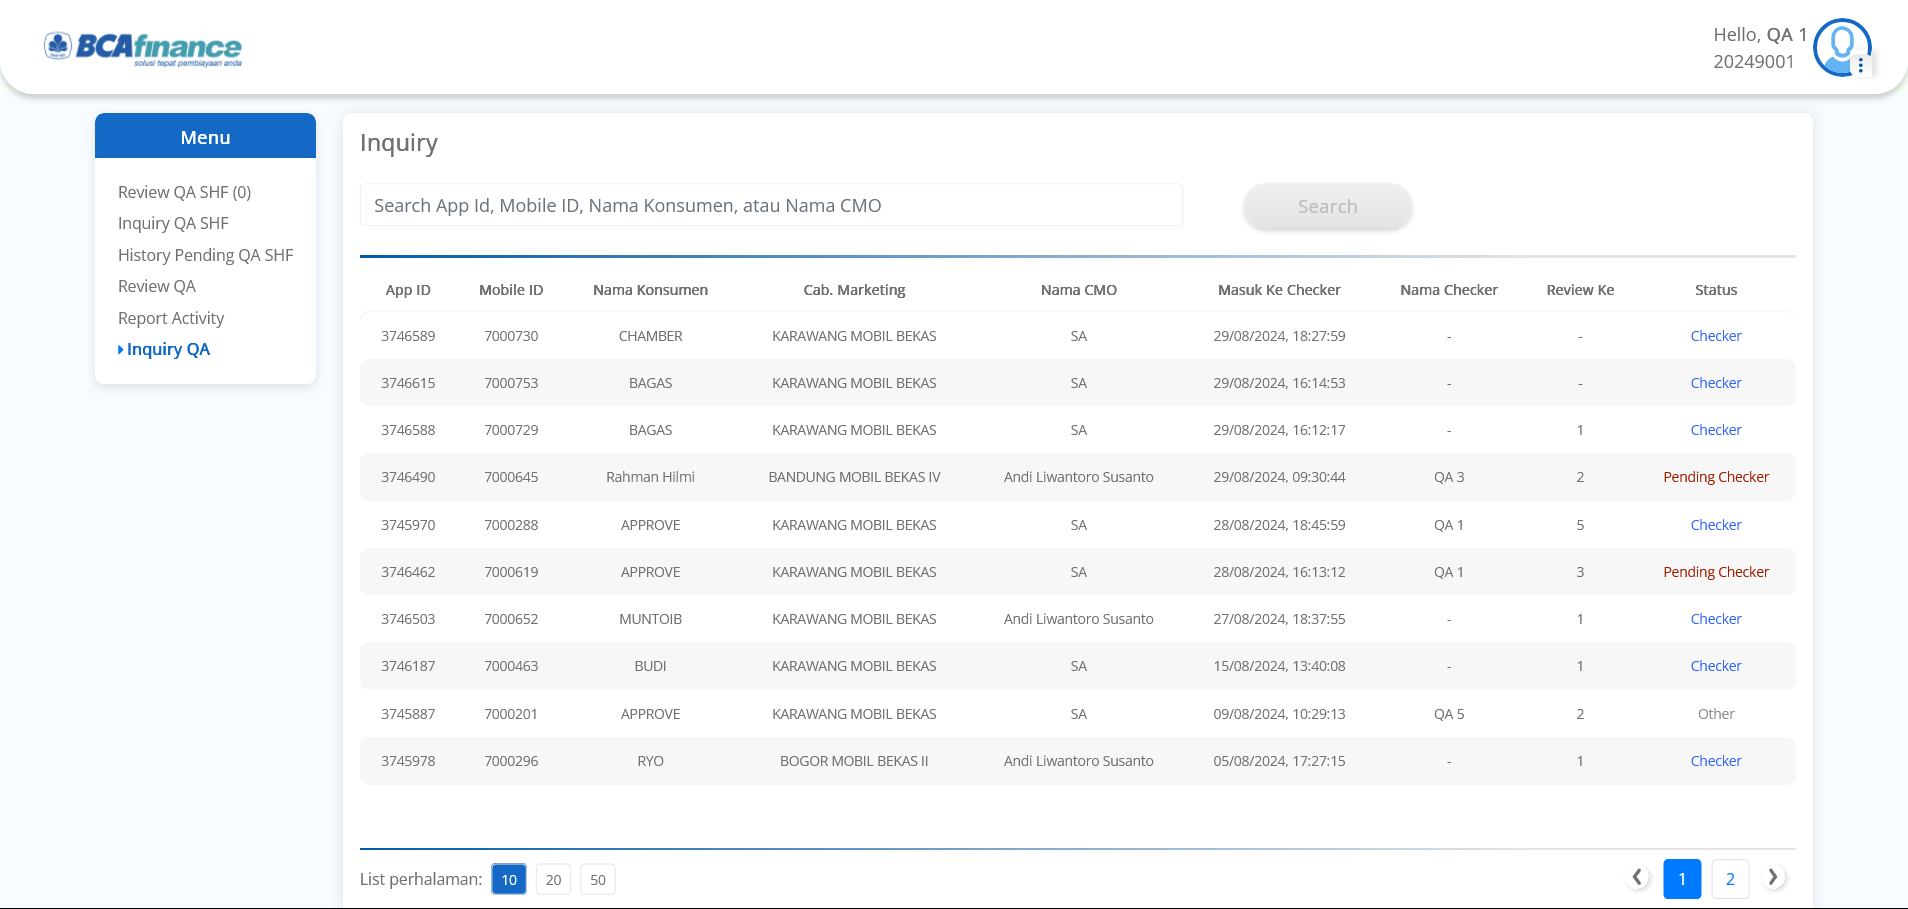 BCAfinance
solusi tepat pembiayaan anda
Hello, QA 1
20249001
Menu
Review QA SHF (0)
Inquiry QA SHF
History Pending QA SHF
Review QA
Report Activity
Inquiry QA
Inquiry
Search App Id, Mobile ID, Nama Konsumen, atau Nama CMO
Search
App ID Mobile ID Nama Konsumen Cab. Marketing Nama CMO Masuk Ke Checker Nama Checker Review Ke Status
3746589 7000730 CHAMBER KARAWANG MOBIL BEKAS SA 29/08/2024, 18:27:59 - - Checker
3746615 7000753 BAGAS KARAWANG MOBIL BEKAS SA 29/08/2024, 16:14:53 - - Checker
3746588 7000729 BAGAS KARAWANG MOBIL BEKAS SA 29/08/2024, 16:12:17 - 1 Checker
3746490 7000645 Rahman Hilmi BANDUNG MOBIL BEKAS IV Andi Liwantoro Susanto 29/08/2024, 09:30:44 QA 3 2 Pending Checker
3745970 7000288 APPROVE KARAWANG MOBIL BEKAS SA 28/08/2024, 18:45:59 QA 1 5 Checker
3746462 7000619 APPROVE KARAWANG MOBIL BEKAS SA 28/08/2024, 16:13:12 QA 1 3 Pending Checker
3746503 7000652 MUNTOIB KARAWANG MOBIL BEKAS Andi Liwantoro Susanto 27/08/2024, 18:37:55 - 1 Checker
3746187 7000463 BUDI KARAWANG MOBIL BEKAS SA 15/08/2024, 13:40:08 - 1 Checker
3745887 7000201 APPROVE KARAWANG MOBIL BEKAS SA 09/08/2024, 10:29:13 QA 5 2 Other
3745978 7000296 RYO BOGOR MOBIL BEKAS II Andi Liwantoro Susanto 05/08/2024, 17:27:15 - 1 Checker
List perhalaman: 10 20 50
❮ 1 2 ❯